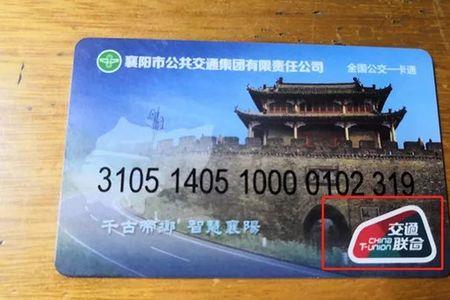 襄阳市公共交通集团有限责任公司
全国公交一卡通
3105 1405 1000 0102 319
千古帝乡 智慧襄陽
交通
CHINA
T-UNION
联合